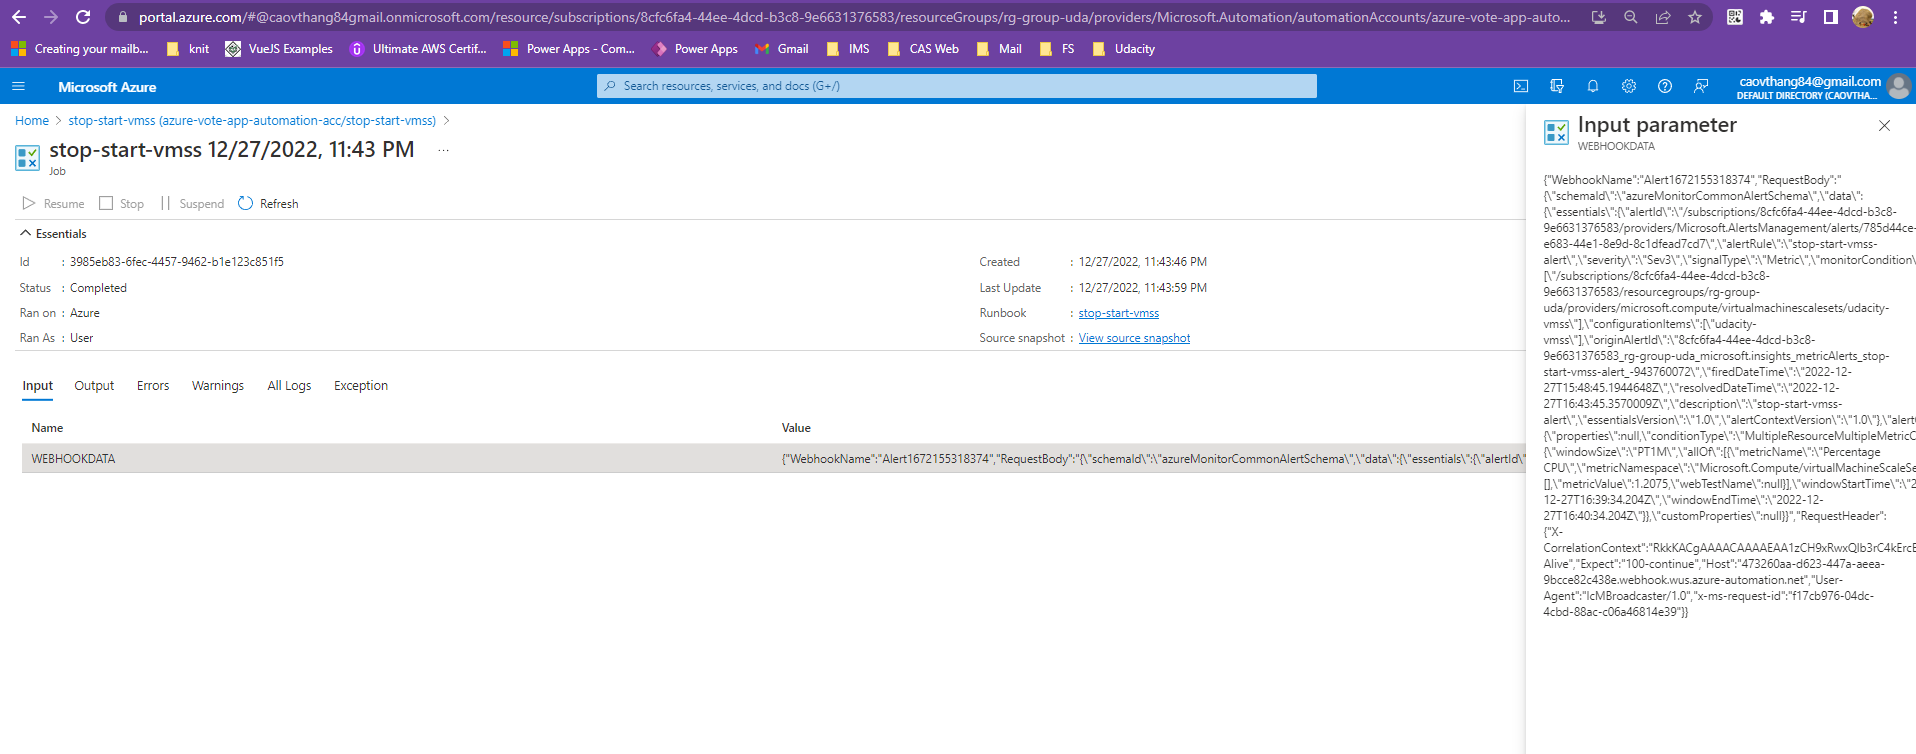 portal.azure.com/#@caovthang84gmail.onmicrosoft.com/resource/subscriptions/8cfc6fa4-44ee-4dcd-b3c8-9e6631376583/resourceGroups/rg-group-uda/providers/Microsoft.Automation/automationAccounts/azure-vote-app-auto...
Creating your mailb... knit VueJS Examples Ultimate AWS Certif... Power Apps - Com... Power Apps Gmail IMS CAS Web Mail FS Udacity
Microsoft Azure
Search resources, services, and docs (G+/)
caovthang84@gmail.com
DEFAULT DIRECTORY (CAOVTHA...
Home > stop-start-vmss (azure-vote-app-automation-acc/stop-start-vmss) >
stop-start-vmss 12/27/2022, 11:43 PM ...
Job
Resume Stop Suspend Refresh
Essentials
Id : 3985eb83-6fec-4457-9462-b1e123c851f5
Status : Completed
Ran on : Azure
Ran As : User
Created : 12/27/2022, 11:43:46 PM
Last Update : 12/27/2022, 11:43:59 PM
Runbook : stop-start-vmss
Source snapshot : View source snapshot
Input Output Errors Warnings All Logs Exception
Name Value
WEBHOOKDATA {"WebhookName":"Alert1672155318374","RequestBody":"{\"schemaId\":\"azureMonitorCommonAlertSchema\",\"data\":{\"essentials\":{\"alertId\"
Input parameter
WEBHOOKDATA
{"WebhookName":"Alert1672155318374","RequestBody":"
{\"schemaId\":\"azureMonitorCommonAlertSchema\",\"data\":
{\"essentials\":{\"alertId\":\"/subscriptions/8cfc6fa4-44ee-4dcd-b3c8-
9e6631376583/providers/Microsoft.AlertsManagement/alerts/785d44ce-
e683-44e1-8e9d-8c1dfead7cd7\",\"alertRule\":\"stop-start-vmss-
alert\",\"severity\":\"Sev3\",\"signalType\":\"Metric\",\"monitorCondition\
[\"/subscriptions/8cfc6fa4-44ee-4dcd-b3c8-
9e6631376583/resourcegroups/rg-group-
uda/providers/microsoft.compute/virtualmachinescalesets/udacity-
vmss\"],\"configurationItems\":[\"udacity-
vmss\"],\"originAlertId\":\"8cfc6fa4-44ee-4dcd-b3c8-
9e6631376583_rg-group-uda_microsoft.insights_metricAlerts_stop-
start-vmss-alert_-943760072\",\"firedDateTime\":\"2022-12-
27T15:48:45.1944648Z\",\"resolvedDateTime\":\"2022-12-
27T16:43:45.3570009Z\",\"description\":\"stop-start-vmss-
alert\",\"essentialsVersion\":\"1.0\",\"alertContextVersion\":\"1.0\"},\"alert
{\"properties\":null,\"conditionType\":\"MultipleResourceMultipleMetricC
{\"windowSize\":\"PT1M\",\"allOf\":[{\"metricName\":\"Percentage
CPU\",\"metricNamespace\":\"Microsoft.Compute/virtualMachineScaleSe
[],\"metricValue\":1.2075,\"webTestName\":null}],\"windowStartTime\":\"2
12-27T16:39:34.204Z\",\"windowEndTime\":\"2022-12-
27T16:40:34.204Z\"}},\"customProperties\":null}}","RequestHeader":
{"X-
CorrelationContext":"RkkKACgAAAACAAAAEAA1zCH9xRwxQIb3rC4kErcE
Alive","Expect":"100-continue","Host":"473260aa-d623-447a-aeea-
9bcce82c438e.webhook.wus.azure-automation.net","User-
Agent":"IcMBroadcaster/1.0","x-ms-request-id":"f17cb976-04dc-
4cbd-88ac-c06a46814e39"}}